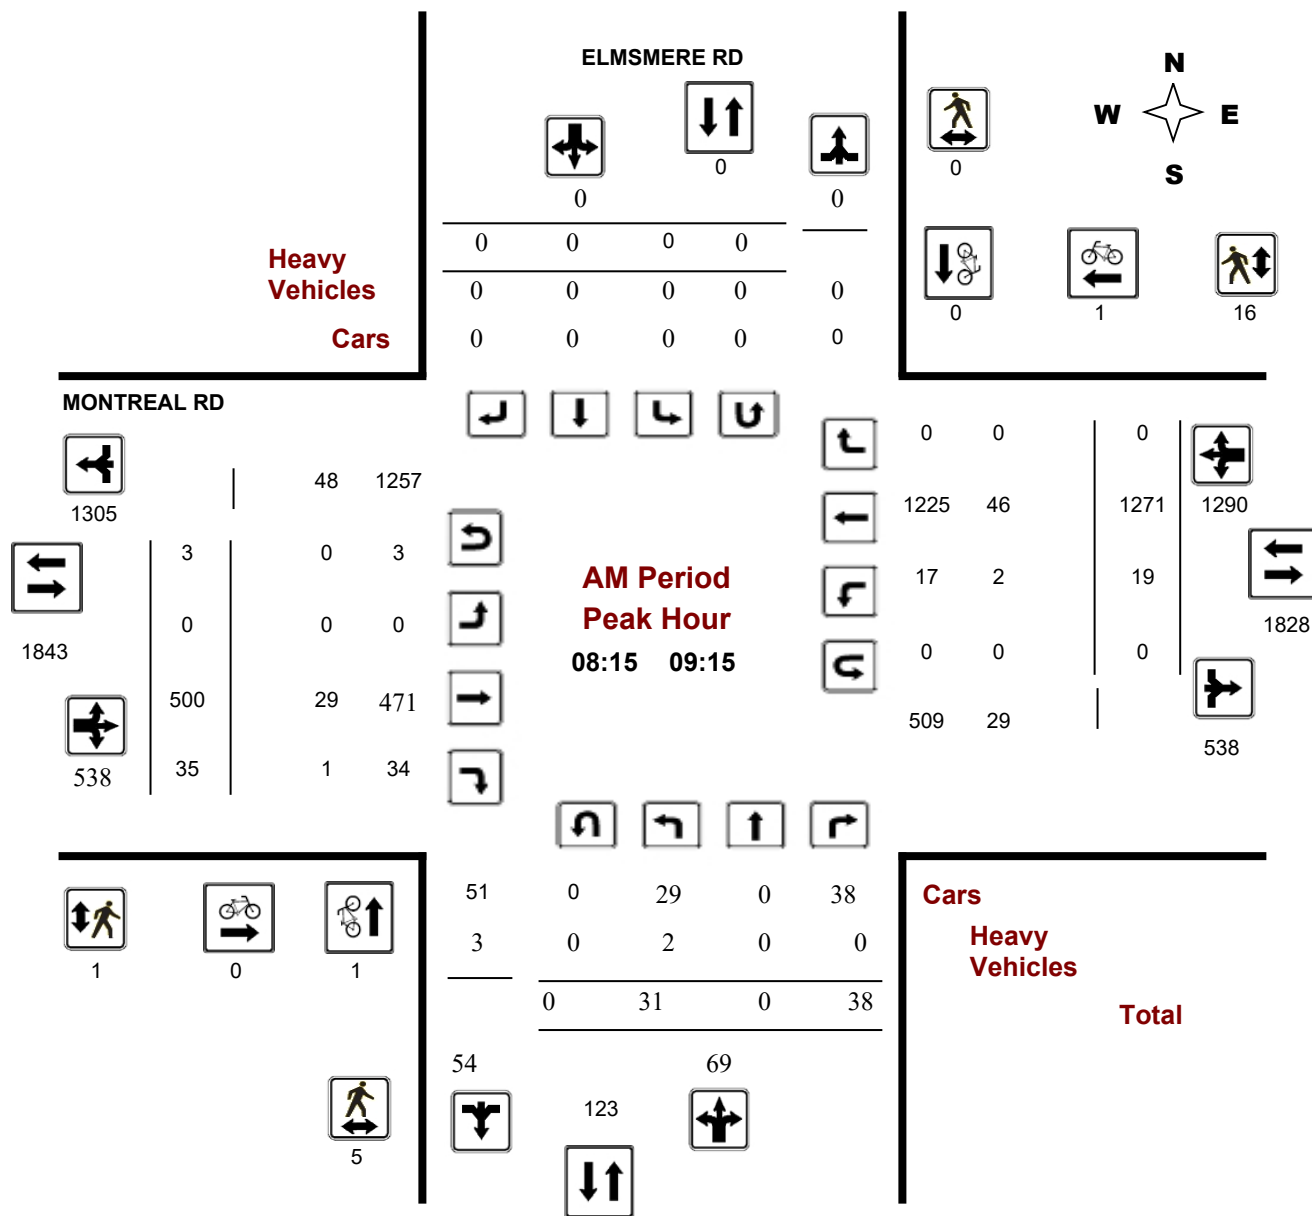 ELMSMERE RD
N
W E
S
0
0
0 0
0 0 0 0
Heavy
Vehicles
0 0 0 0 0
Cars
0 0 0 0 0
0 1 16
MONTREAL RD
0 0 0
48 1257
1305
1225 46 1271 1290
3 0 3
AM Period
17 2 19
0 0 0
Peak Hour
1828
1843
08:15 09:15
0 0 0
500 29 471
509 29
538
538
35 1 34
51 0 29 0 38
Cars
3 0 2 0 0
Heavy
Vehicles
1 0 1
0 31 0 38
Total
54 69
123
5